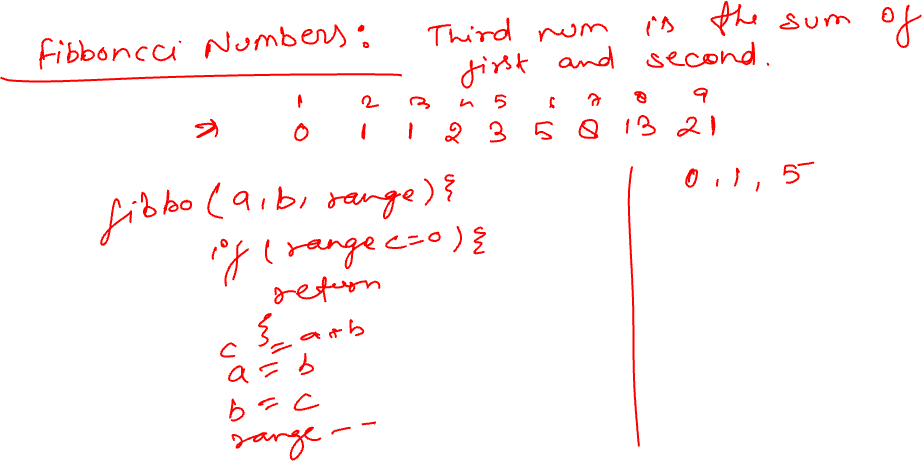 Fibboncci Numbers: Third num is the sum of
first and second.
1 2 3 4 5 6 7 8 9
→ 0 1 1 2 3 5 8 13 21
fibbo(a,b, range){
if(range <=0){
return
}
c = a+b
a = b
b = c
range--
0,1,5